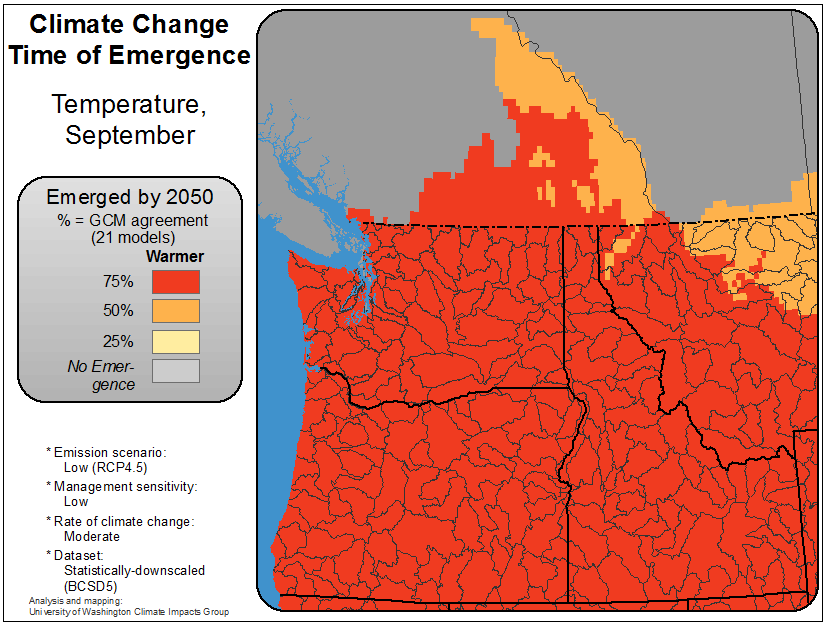 Climate Change
Time of Emergence
Temperature,
September
Emerged by 2050
% = GCM agreement
(21 models)
Warmer
75%
50%
25%
No Emer-
gence
* Emission scenario:
Low (RCP4.5)
* Management sensitivity:
Low
* Rate of climate change:
Moderate
* Dataset:
Statistically-downscaled
(BCSD5)
Analysis and mapping:
University of Washington Climate Impacts Group